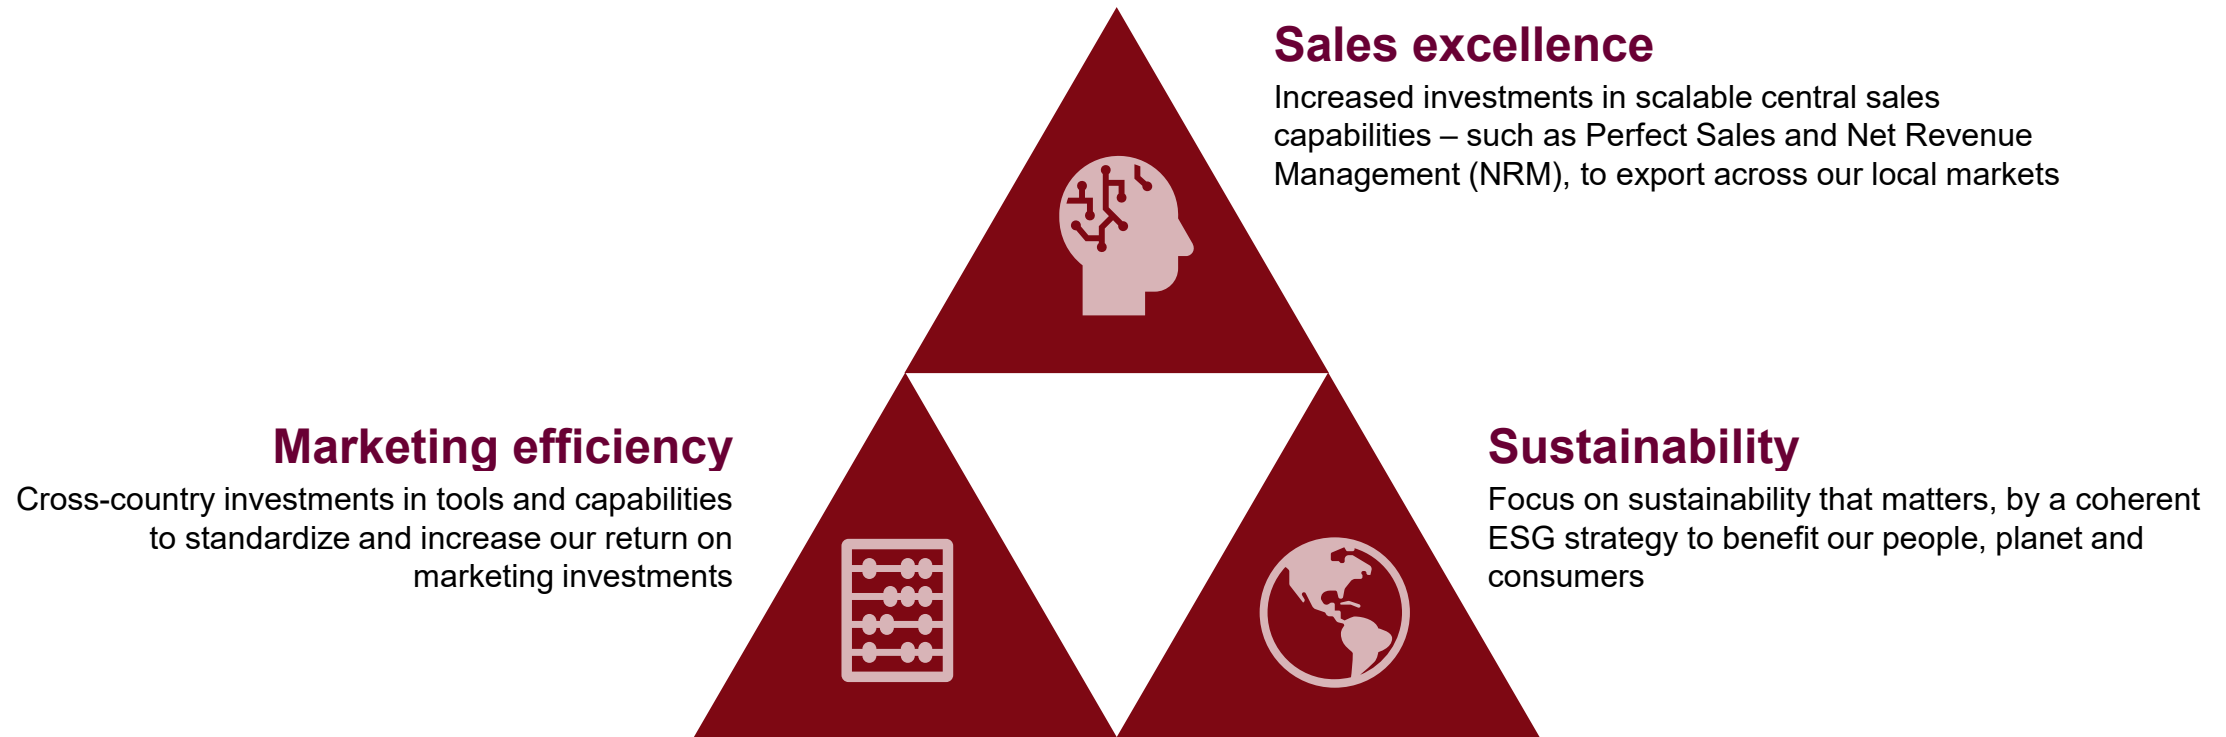 Sales excellence
Increased investments in scalable central sales
capabilities – such as Perfect Sales and Net Revenue
Management (NRM), to export across our local markets
Marketing efficiency
Cross-country investments in tools and capabilities
to standardize and increase our return on
marketing investments
Sustainability
Focus on sustainability that matters, by a coherent
ESG strategy to benefit our people, planet and
consumers